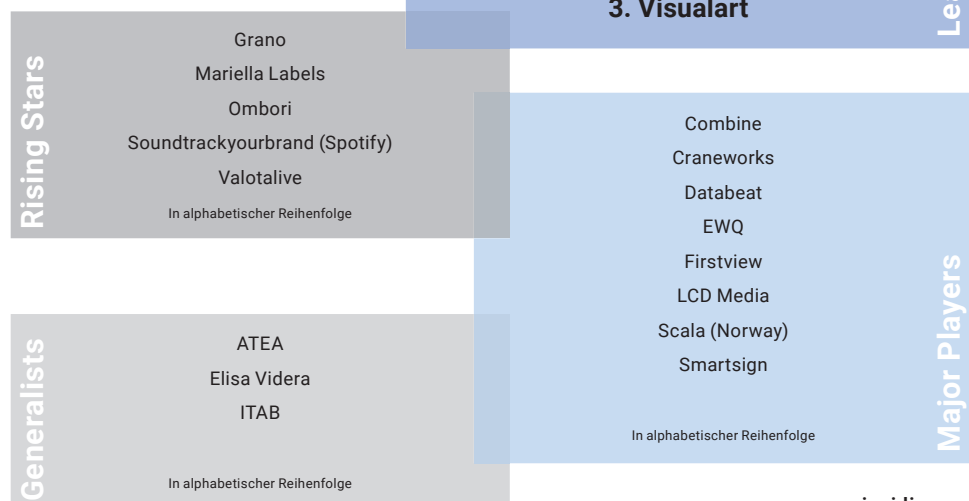 3. Visualart
Rising Stars
Grano
Mariella Labels
Ombori
Soundtrackyourbrand (Spotify)
Valotalive
In alphabetischer Reihenfolge
Combine
Craneworks
Databeat
EWQ
Firstview
LCD Media
Scala (Norway)
Smartsign
In alphabetischer Reihenfolge
Major Players
Generalists
ATEA
Elisa Videra
ITAB
In alphabetischer Reihenfolge